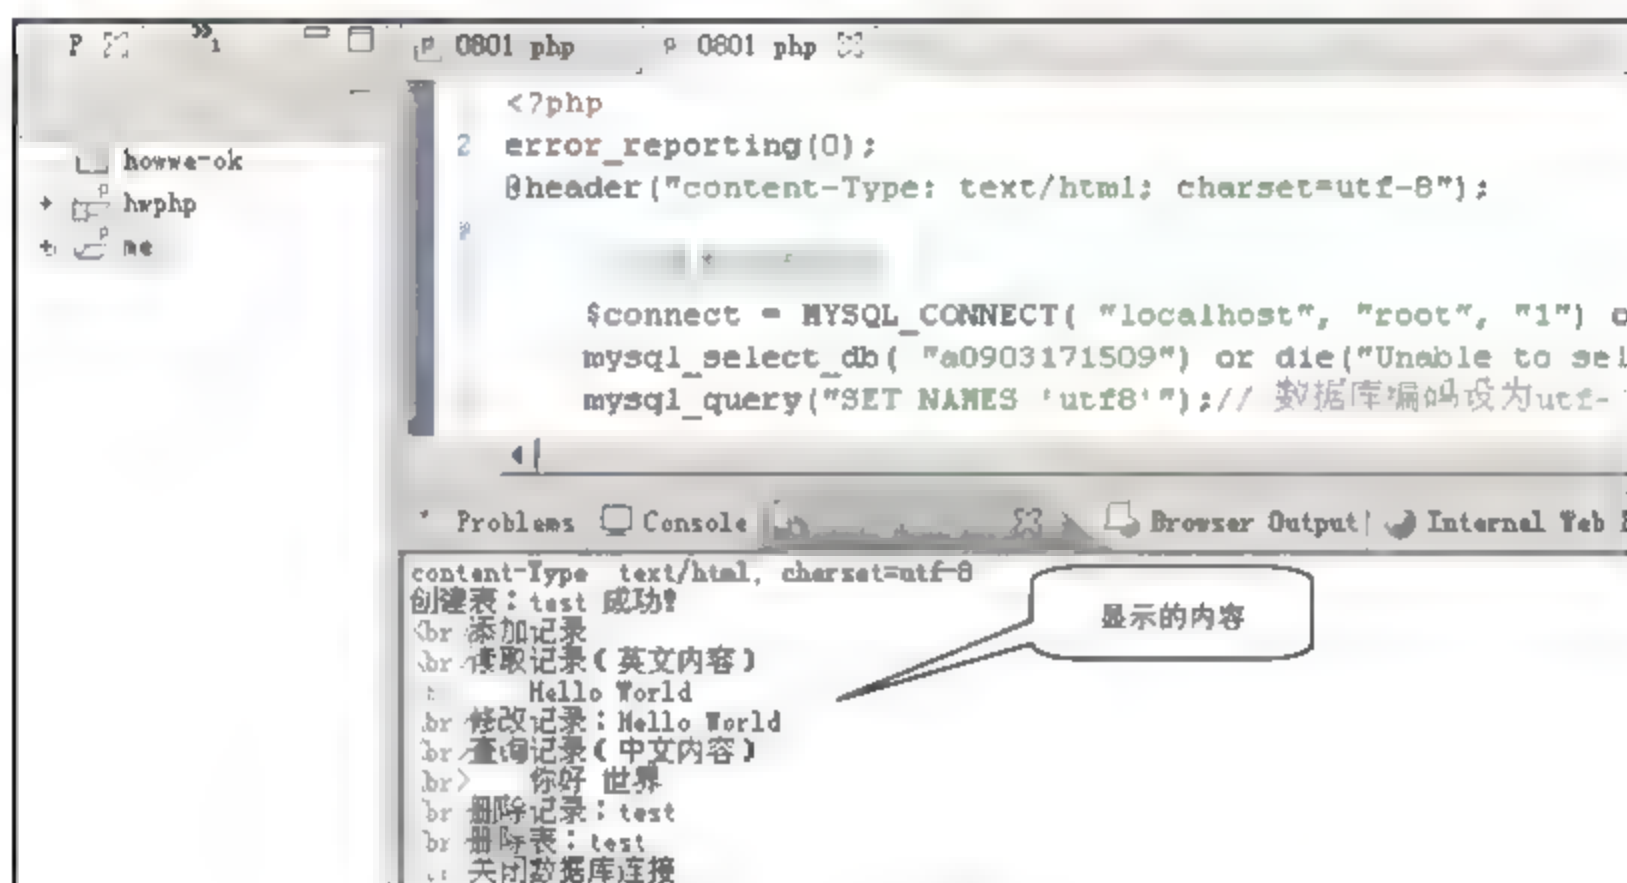 P
0801 php
0801 php
howwe-ok
hwphp
me
<?php
2 error_reporting(0);
@header("content-Type: text/html; charset=utf-8");
$connect = MYSQL_CONNECT( "localhost", "root", "1")
mysql_select_db( "a0903171509") or die("Unable to sel
mysql_query("SET NAMES 'utf8'");// 数据库编码设为utf-
Problems Console Browser Output Internal Web
content-Type text/html, charset=utf-8
创建表：test 成功！
<br 添加记录
br 读取记录(英文内容)
Hello World
br 修改记录：Hello World
br 查询记录(中文内容)
br> 你好 世界
br 删除记录：test
br 删除表：test
关闭数据库连接
显示的内容